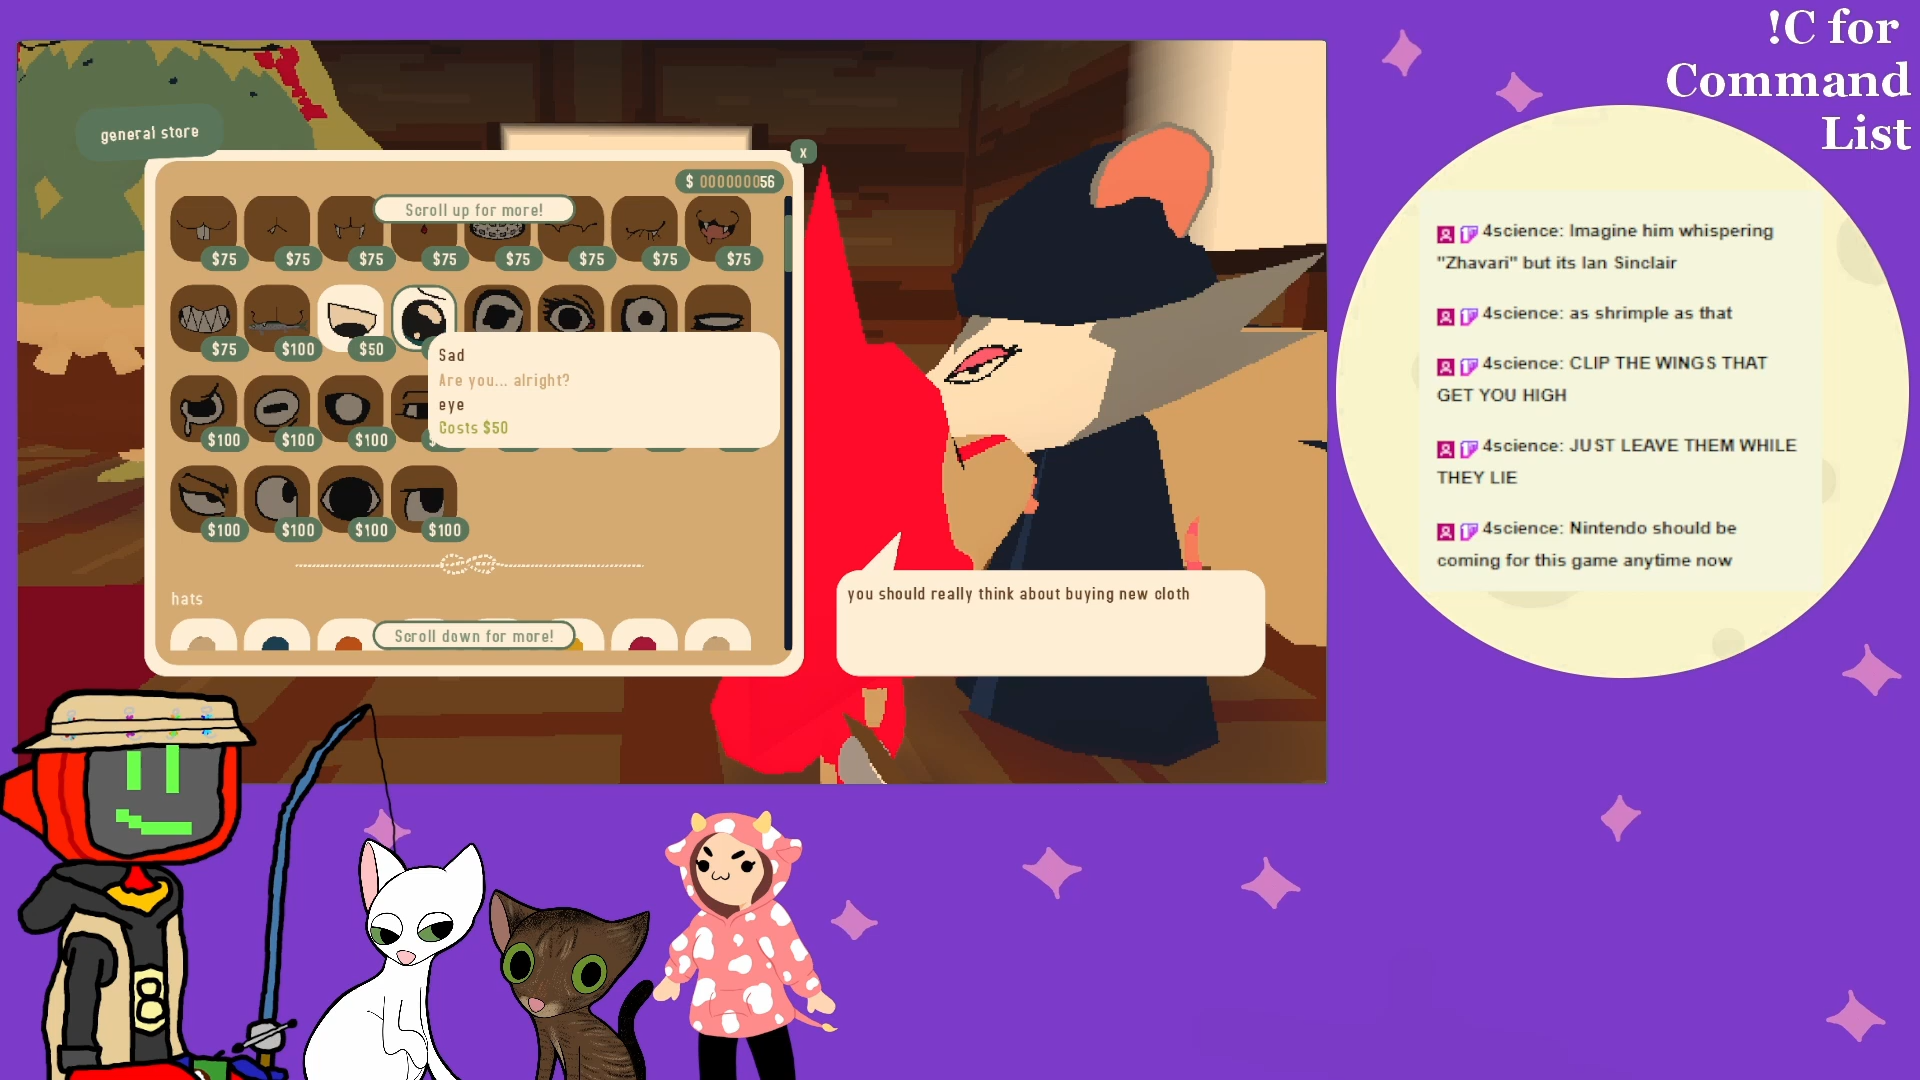 !C for
Command
List
general store
x
$ 000000056
Scroll up for more!
$75 $75 $75 $75 $75 $75 $75 $75
$75 $100 $50
Sad
Are you... alright?
eye
Costs $50
$100 $100 $100
$100 $100 $100 $100
hats
Scroll down for more!
you should really think about buying new cloth
4science: Imagine him whispering
"Zhavari" but its Ian Sinclair
4science: as shrimple as that
4science: CLIP THE WINGS THAT
GET YOU HIGH
4science: JUST LEAVE THEM WHILE
THEY LIE
4science: Nintendo should be
coming for this game anytime now
8